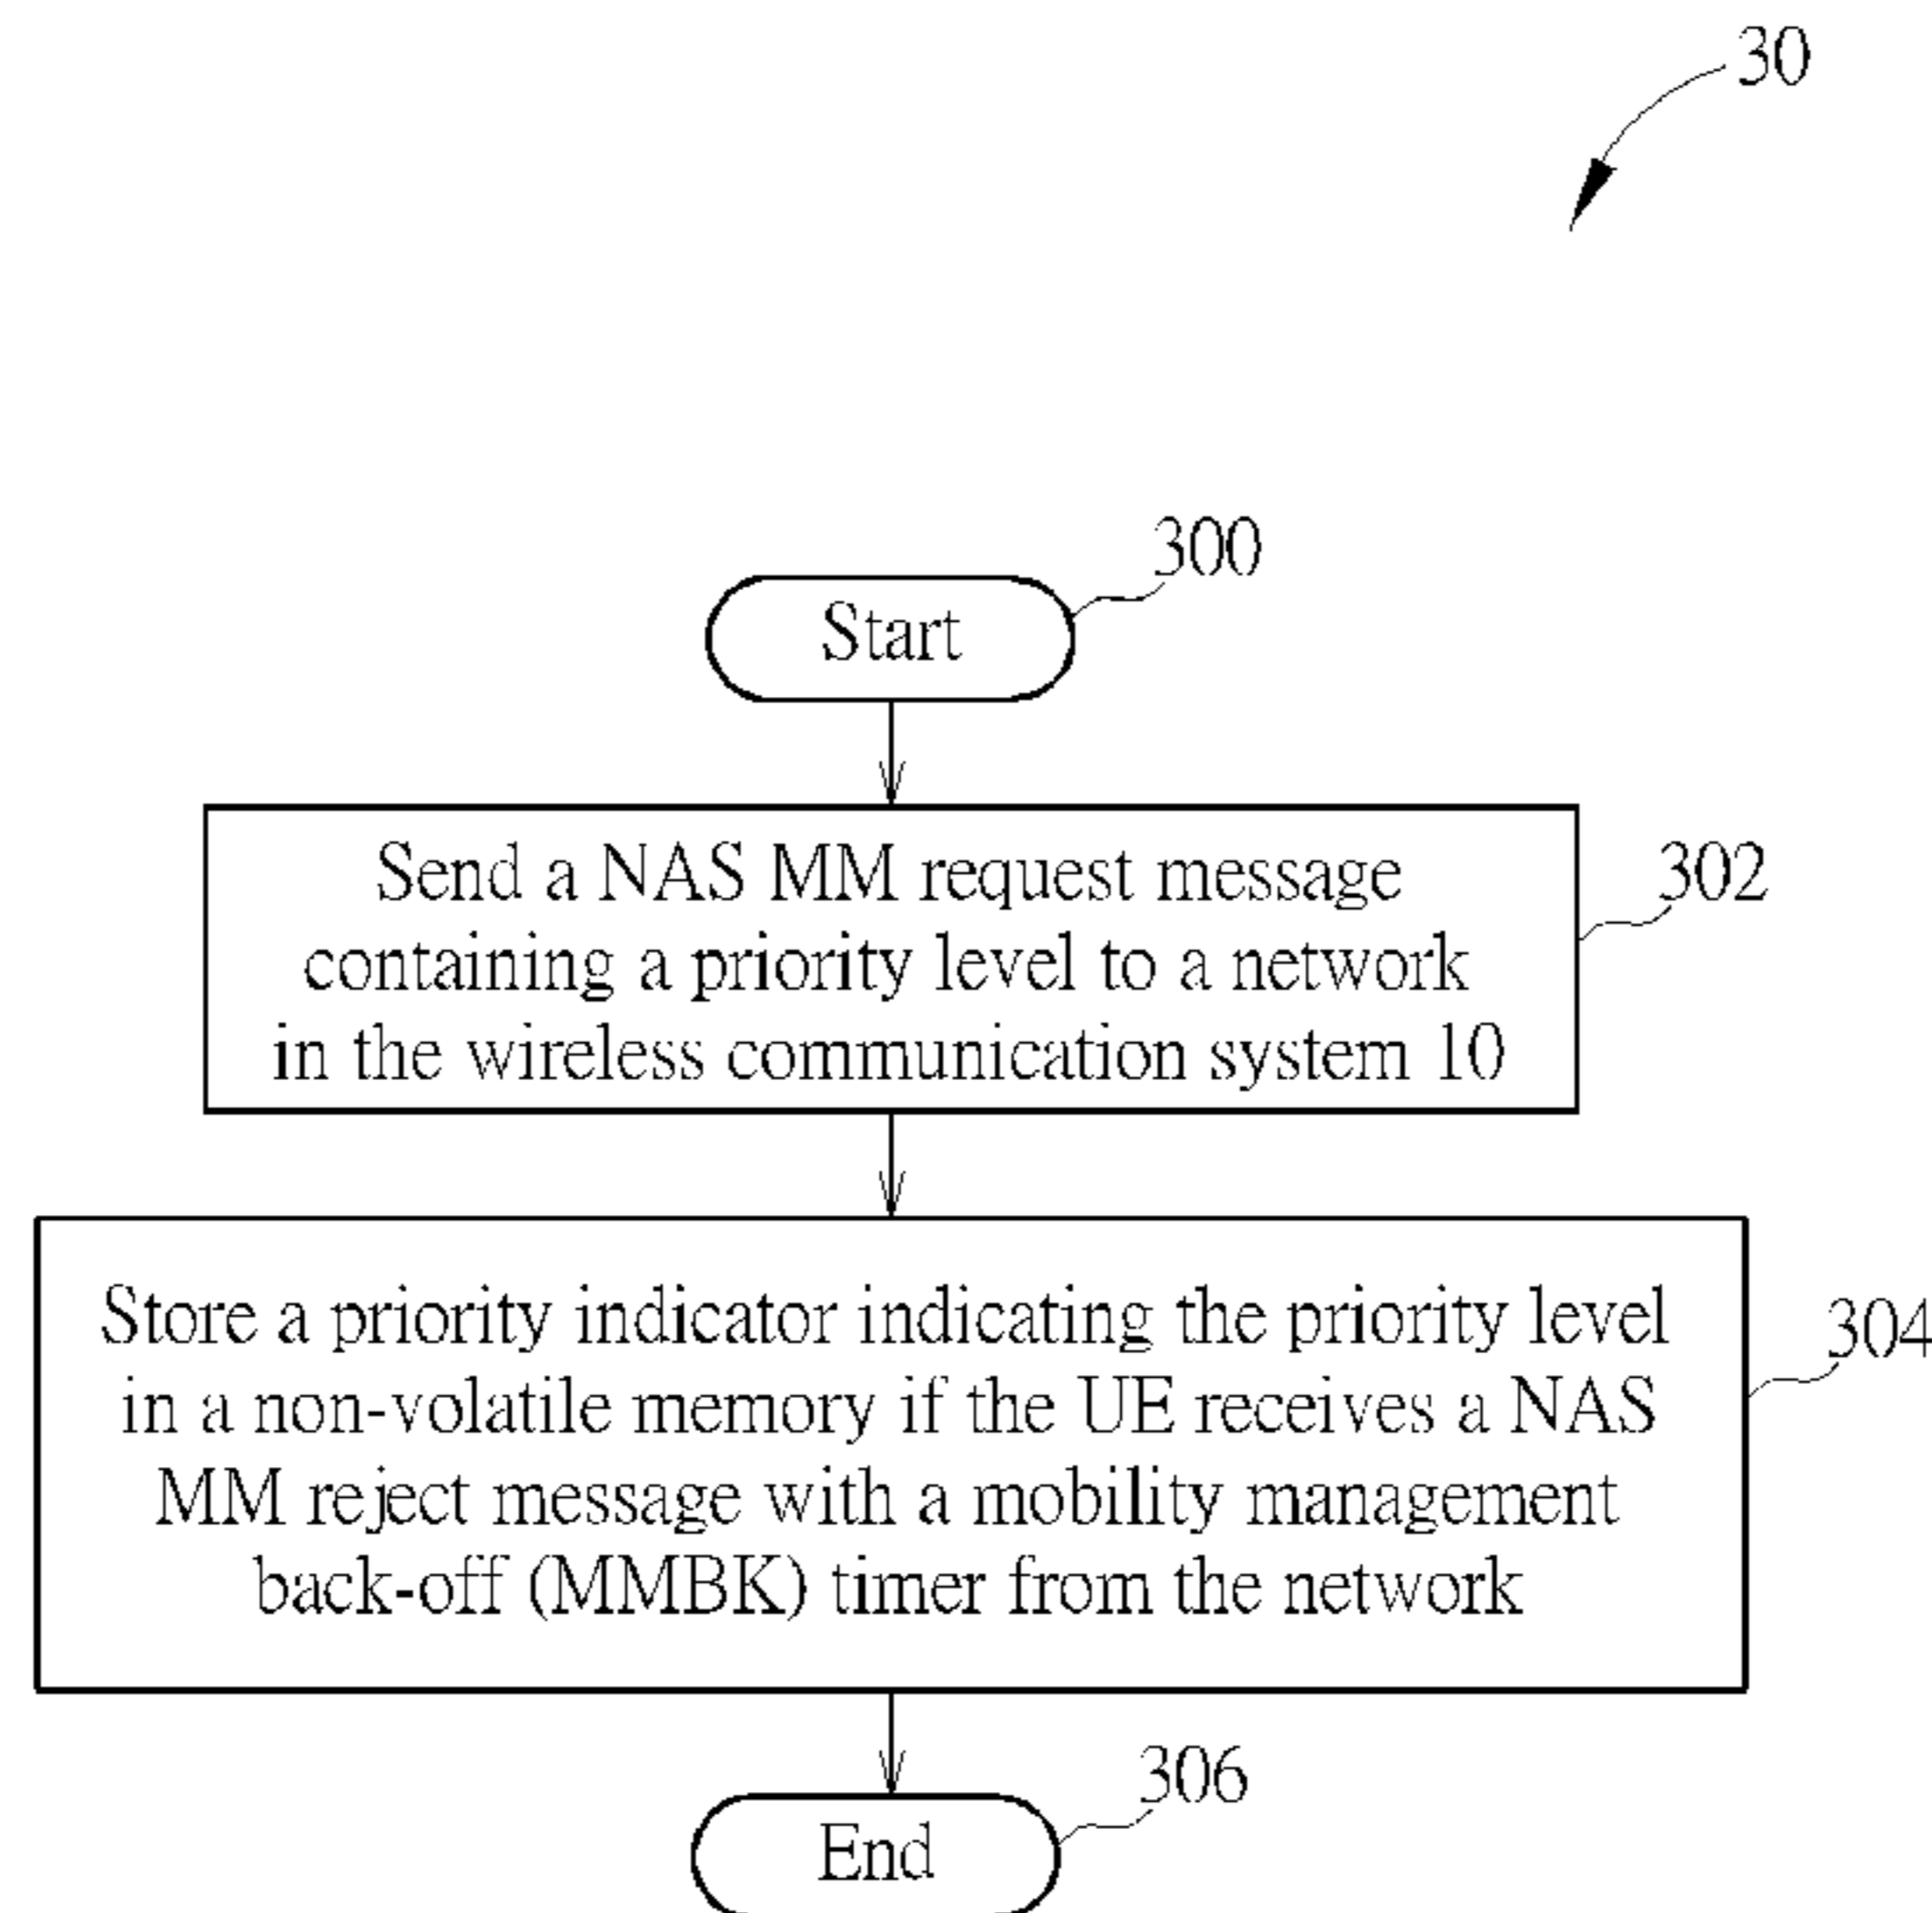 30
300
Start
Send a NAS MM request message
containing a priority level to a network
in the wireless communication system 10
302
Store a priority indicator indicating the priority level
in a non-volatile memory if the UE receives a NAS
MM reject message with a mobility management
back-off (MMBK) timer from the network
304
306
End